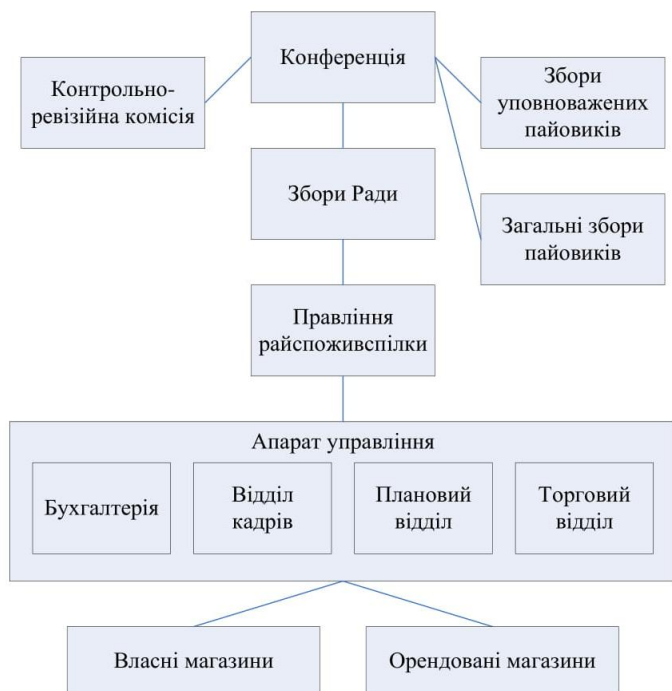 Конференція
Контрольно-
ревізійна комісія
Збори
уповноважених
пайовиків
Збори Ради
Загальні збори
пайовиків
Правління
райспоживспілки
Апарат управління
Бухгалтерія
Відділ
кадрів
Плановий
відділ
Торговий
відділ
Власні магазини
Орендовані магазини